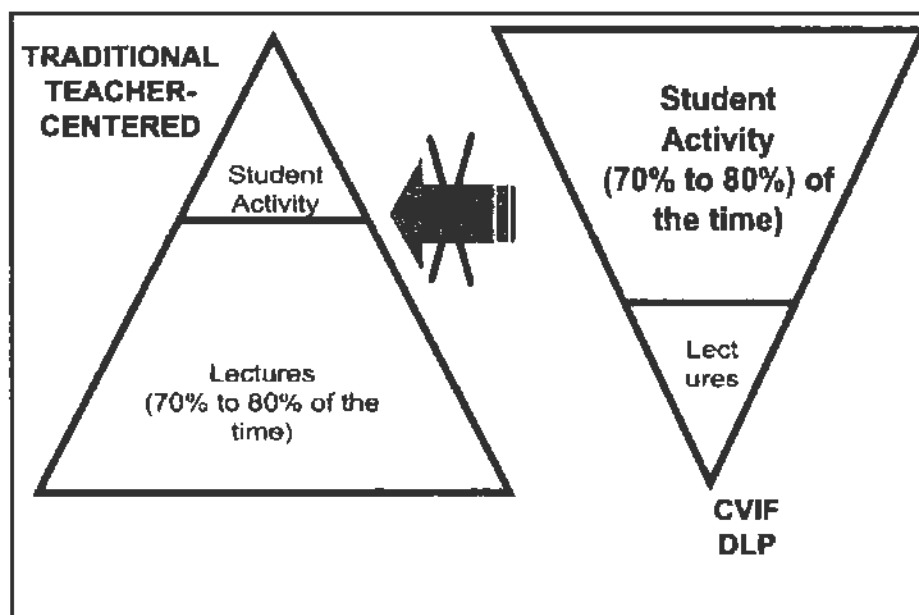 TRADITIONAL
TEACHER-
CENTERED
Student
Activity
Lectures
(70% to 80% of the
time)
Student
Activity
(70% to 80%) of
the time)
Lect
ures
CVIF
DLP